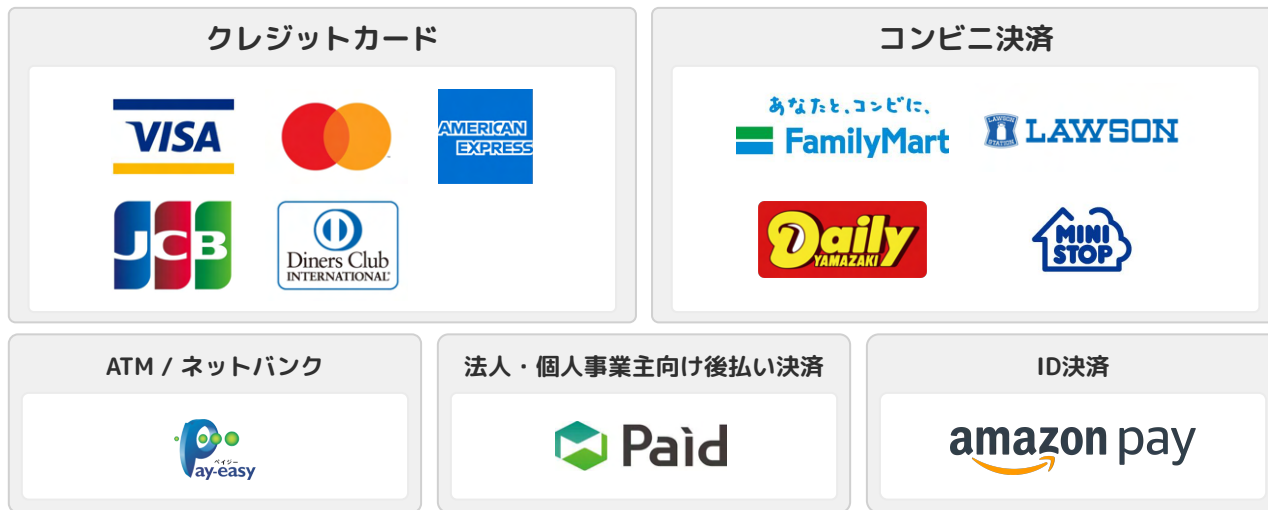 クレジットカード
VISA
AMERICAN
EXPRESS
JCB
Diners Club
INTERNATIONAL
コンビニ決済
あなたと、コンビに、
FamilyMart
LAWSON
STATION
LAWSON
Daily
YAMAZAKI
MINI
STOP
ATM / ネットバンク
ペイジー
Pay-easy
法人・個人事業主向け後払い決済
Paid
ID決済
amazon pay